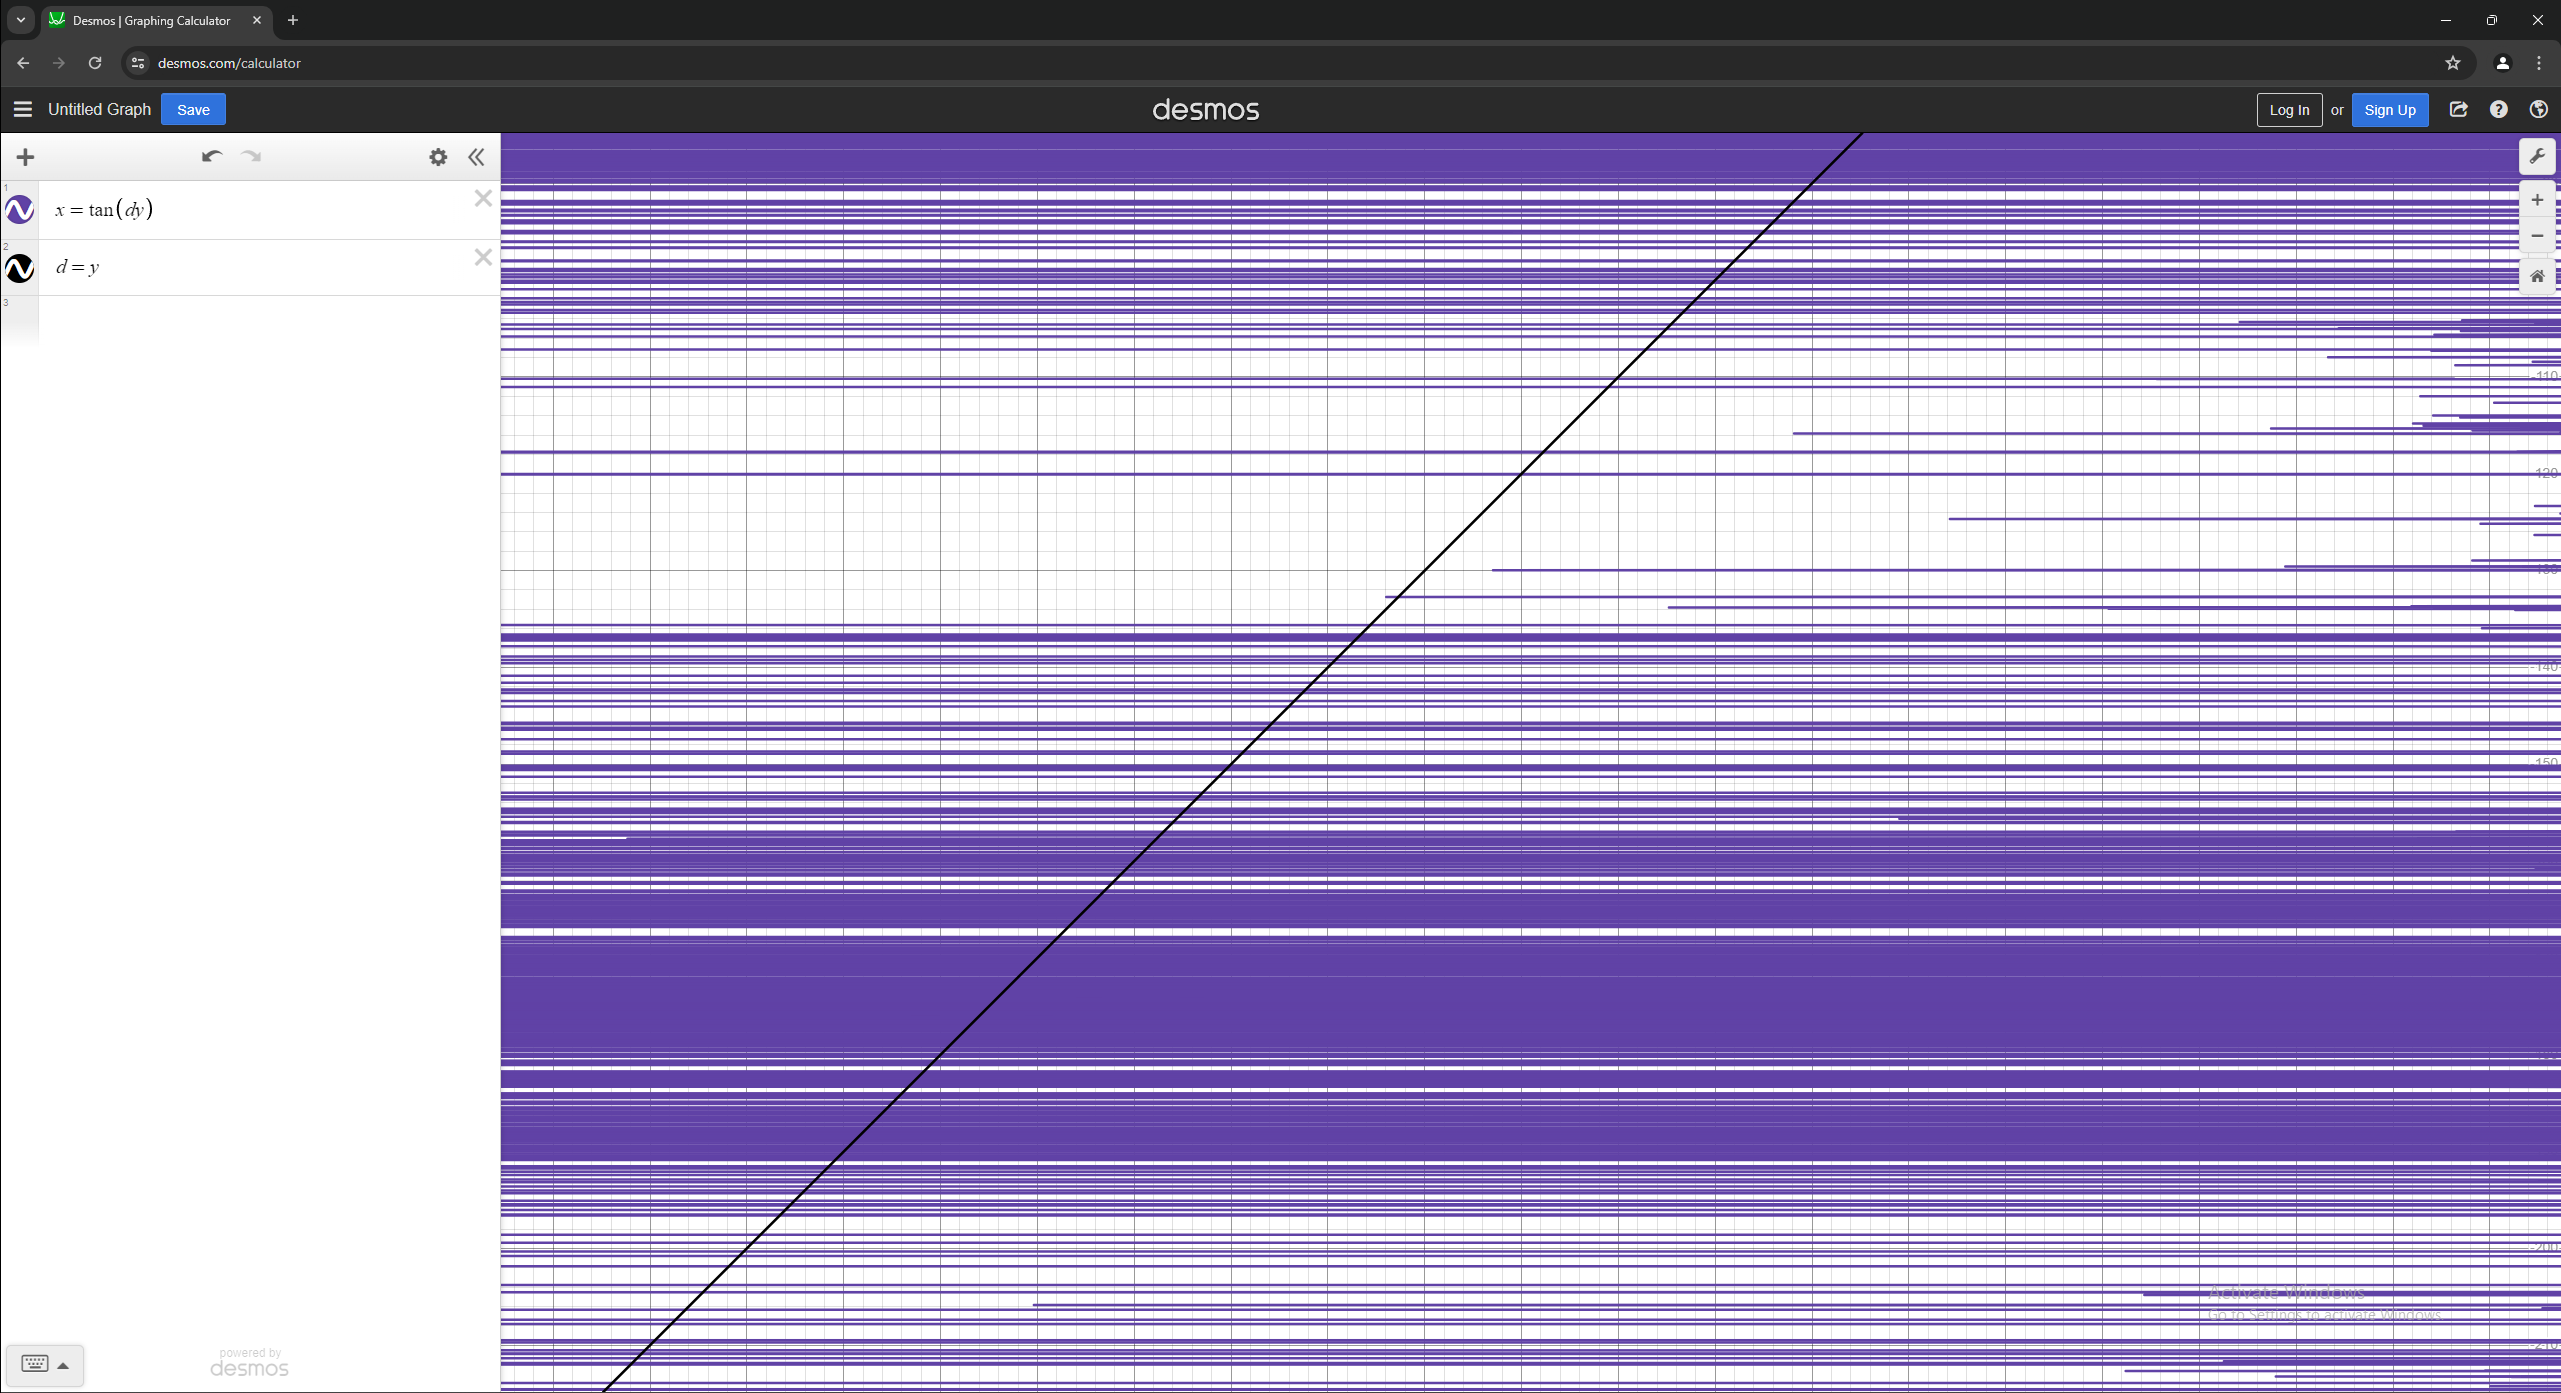 Desmos | Graphing Calculator
desmos.com/calculator
Untitled Graph
Save
desmos
Log In
or
Sign Up
1
x = tan(dy)
2
d = y
3
-110
-120
-130
-140
-150
-200
-210
Activate Windows
Go to Settings to activate Windows.
powered by
desmos